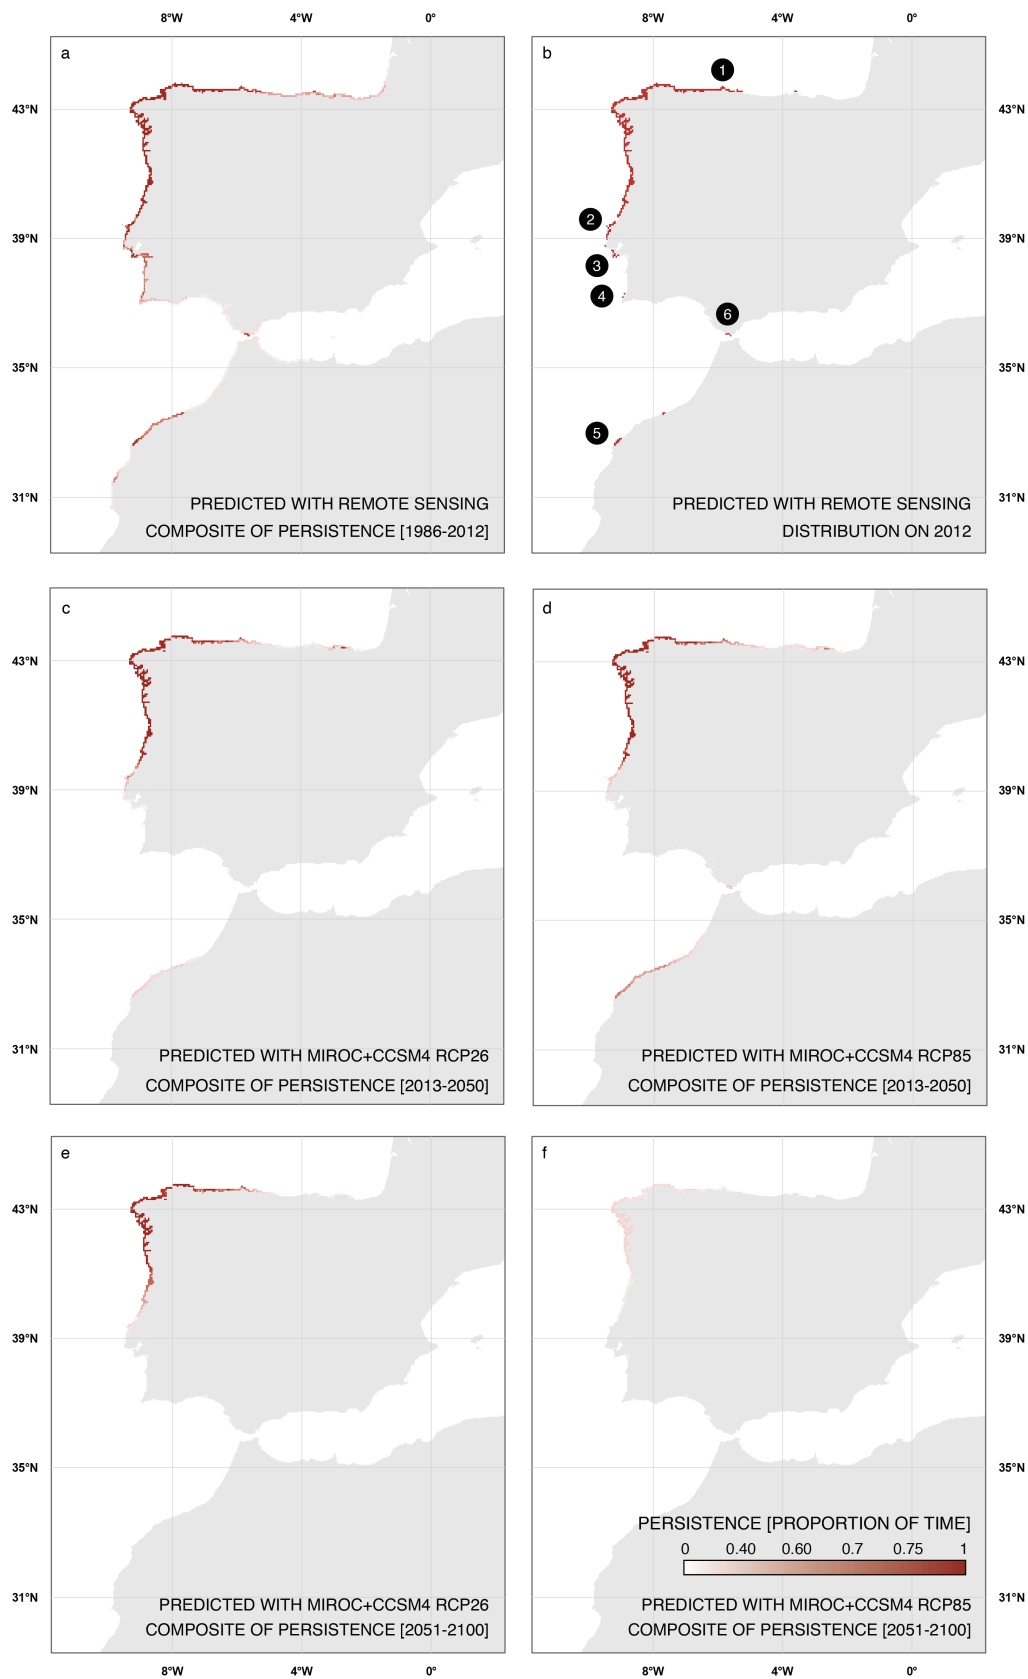 8°W 4°W 0° 8°W 4°W 0°
a
b
1
43°N
43°N
2
39°N
39°N
3
4
6
35°N
35°N
5
31°N
31°N
PREDICTED WITH REMOTE SENSING
COMPOSITE OF PERSISTENCE [1986-2012]
PREDICTED WITH REMOTE SENSING
DISTRIBUTION ON 2012
c
d
43°N
43°N
39°N
39°N
35°N
35°N
31°N
31°N
PREDICTED WITH MIROC+CCSM4 RCP26
COMPOSITE OF PERSISTENCE [2013-2050]
PREDICTED WITH MIROC+CCSM4 RCP85
COMPOSITE OF PERSISTENCE [2013-2050]
e
f
43°N
43°N
39°N
39°N
35°N
35°N
PERSISTENCE [PROPORTION OF TIME]
0 0.40 0.60 0.7 0.75 1
31°N
31°N
PREDICTED WITH MIROC+CCSM4 RCP26
COMPOSITE OF PERSISTENCE [2051-2100]
PREDICTED WITH MIROC+CCSM4 RCP85
COMPOSITE OF PERSISTENCE [2051-2100]
8°W 4°W 0° 8°W 4°W 0°